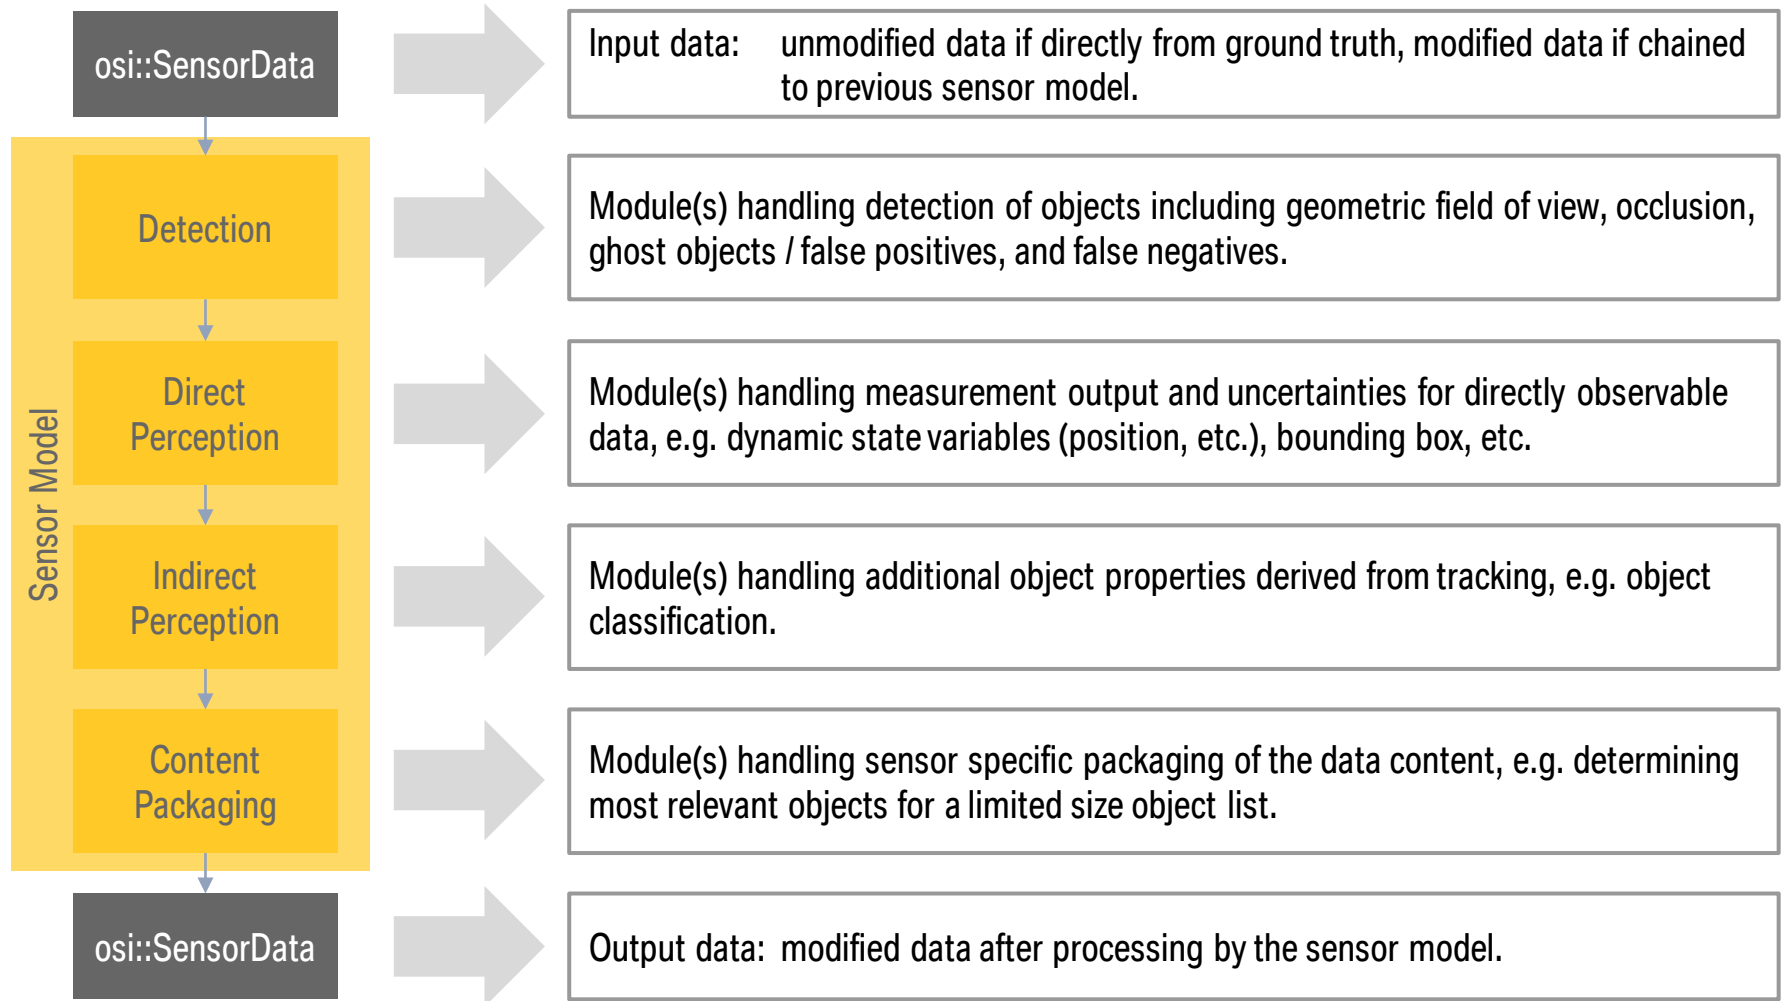 osi::SensorData
Input data: unmodified data if directly from ground truth, modified data if chained
to previous sensor model.
Sensor Model
Detection
Module(s) handling detection of objects including geometric field of view, occlusion,
ghost objects / false positives, and false negatives.
Direct
Perception
Module(s) handling measurement output and uncertainties for directly observable
data, e.g. dynamic state variables (position, etc.), bounding box, etc.
Indirect
Perception
Module(s) handling additional object properties derived from tracking, e.g. object
classification.
Content
Packaging
Module(s) handling sensor specific packaging of the data content, e.g. determining
most relevant objects for a limited size object list.
osi::SensorData
Output data: modified data after processing by the sensor model.